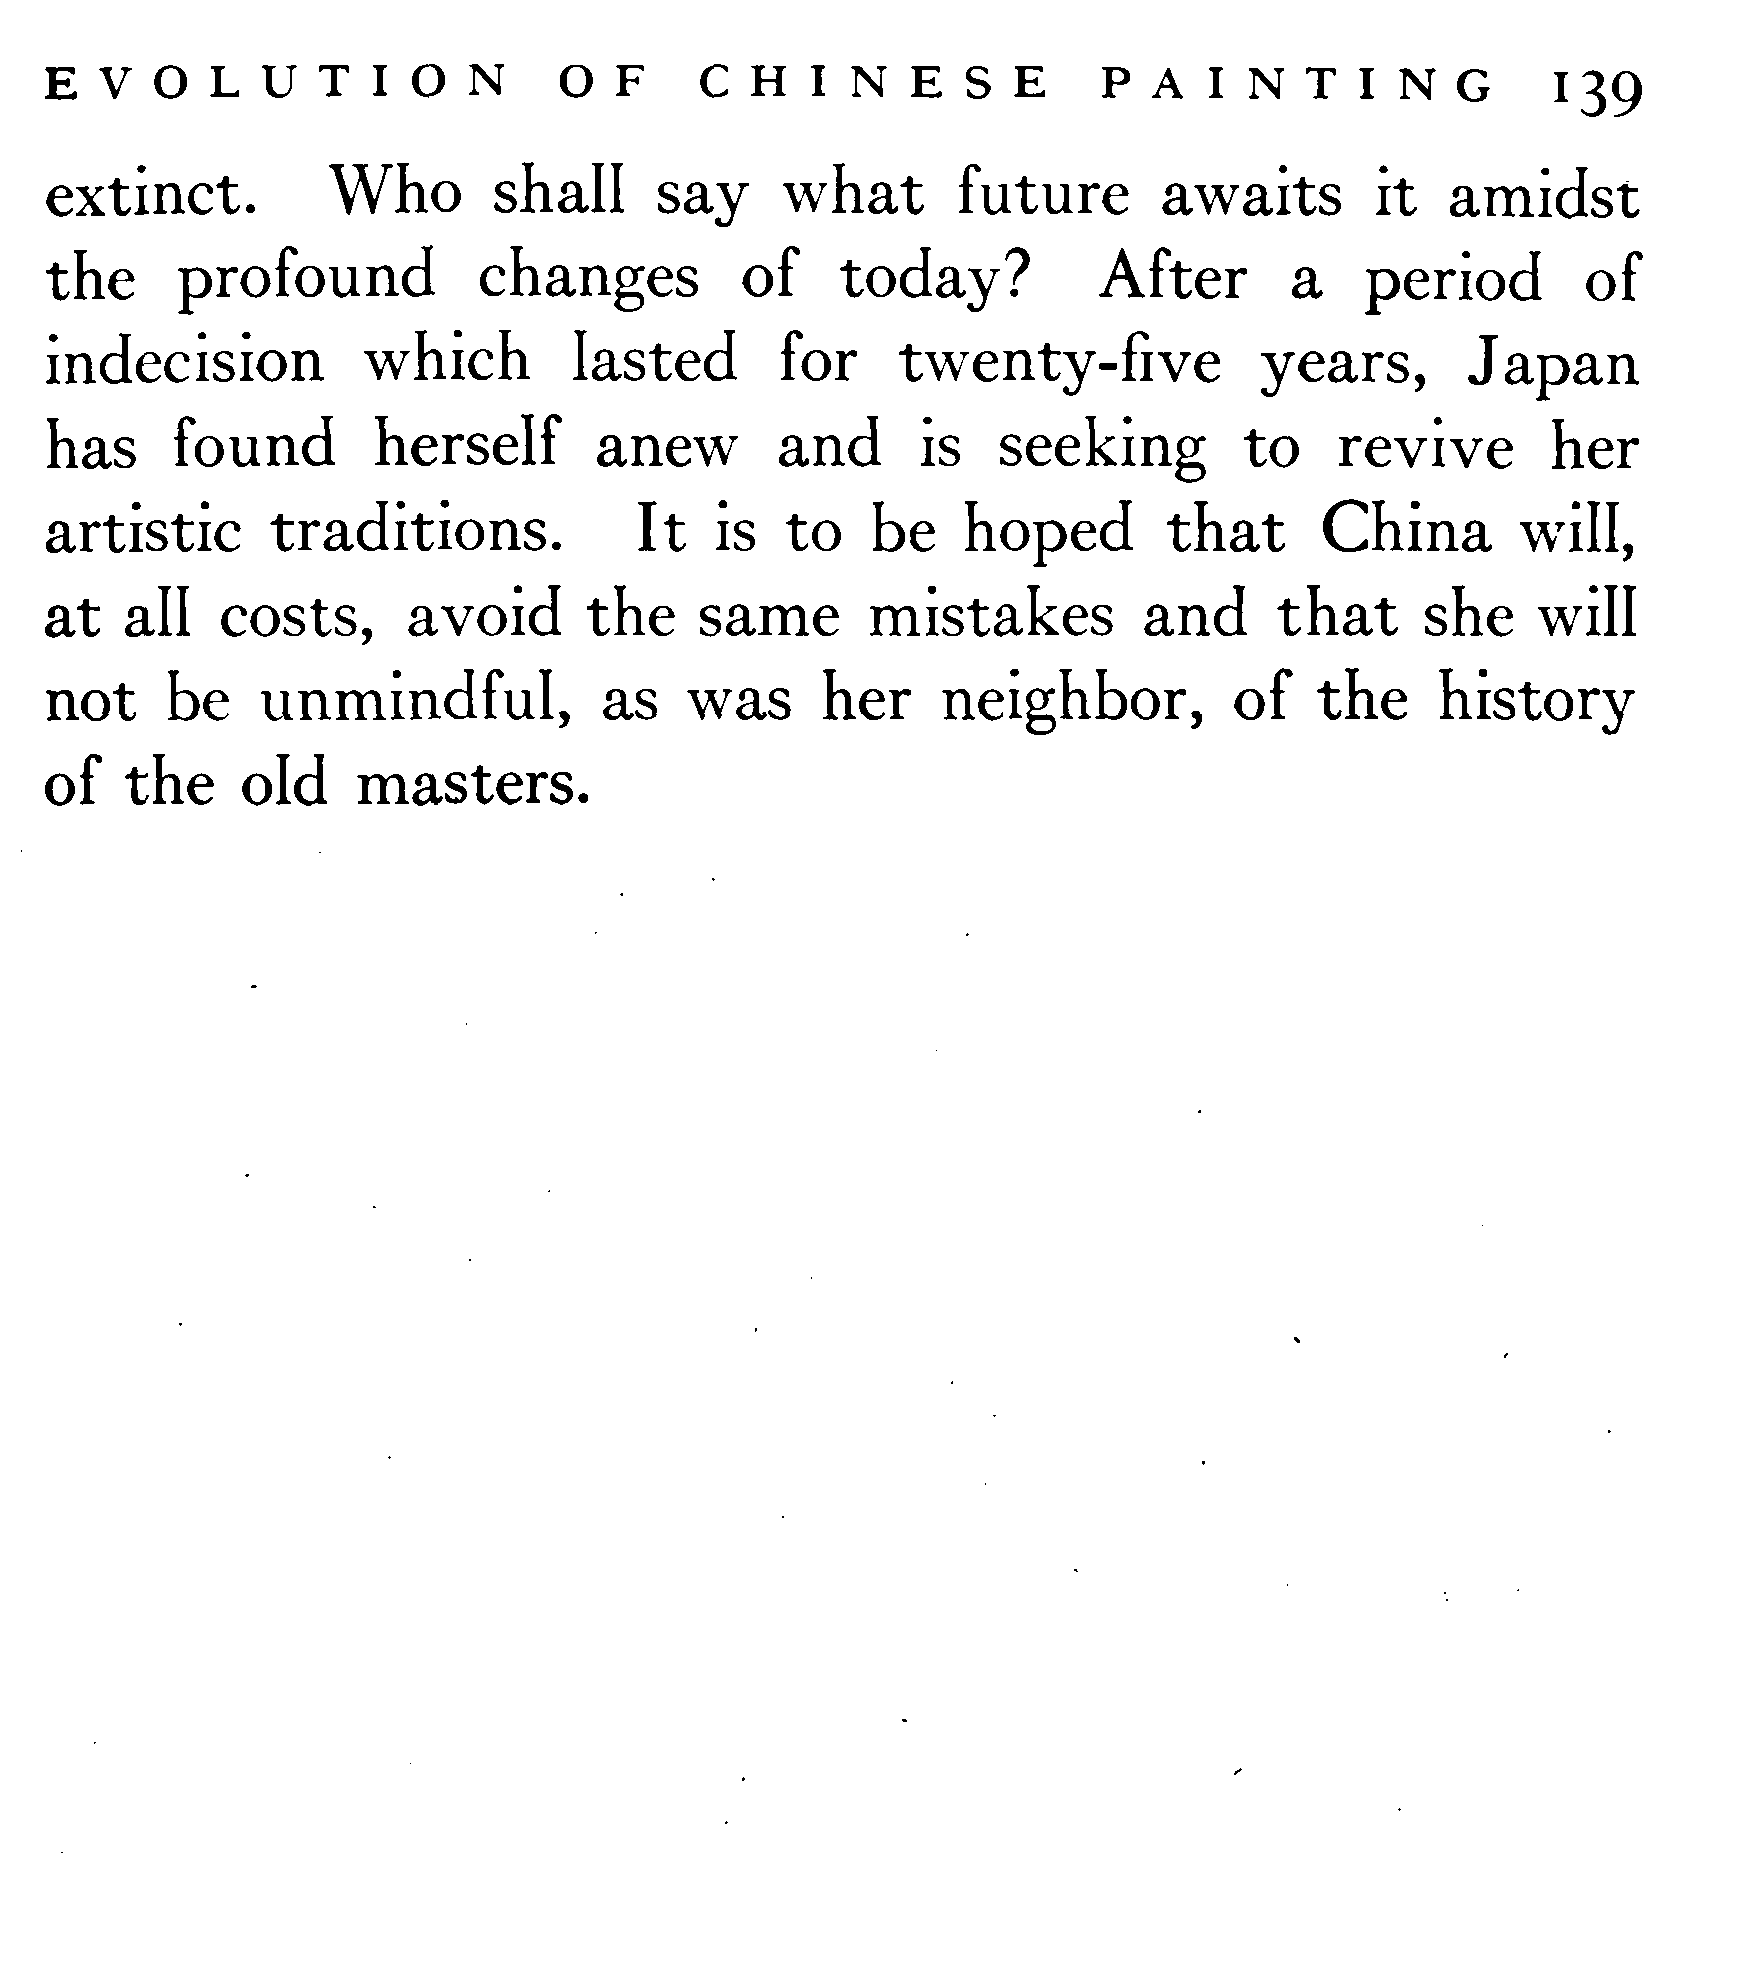 EVOLUTION OF CHINESE PAINTING 139
extinct. Who shall say what future awaits it amidst
the profound changes of today? After a period of
indecision which lasted for twenty-five years, Japan
has found herself anew and is seeking to revive her
artistic traditions. It is to be hoped that China will,
at all costs, avoid the same mistakes and that she will
not be unmindful, as was her neighbor, of the history
of the old masters.